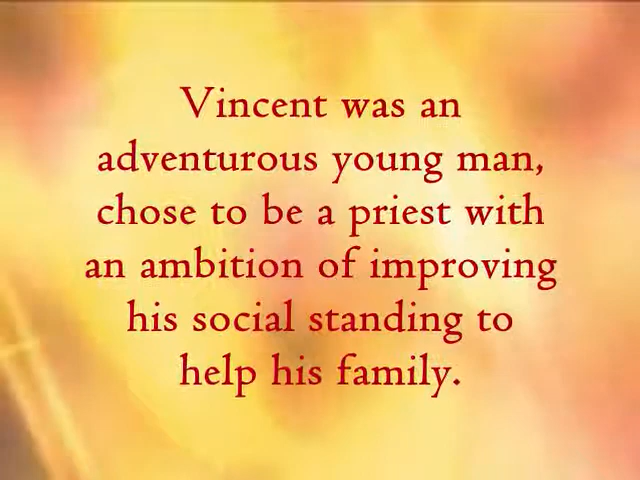 Vincent was an
adventurous young man,
chose to be a priest with
an ambition of improving
his social standing to
help his family.